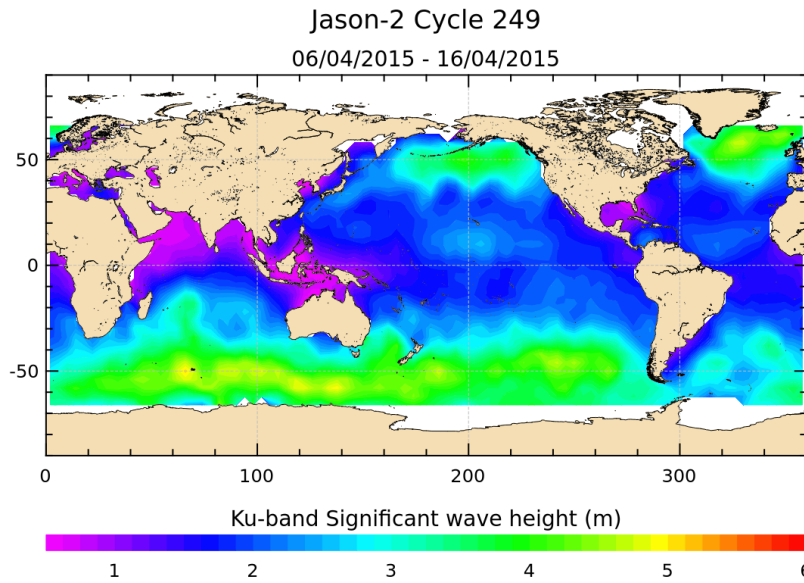 Jason-2 Cycle 249
06/04/2015 - 16/04/2015
50
0
-50
0 100 200 300
Ku-band Significant wave height (m)
1 2 3 4 5 6